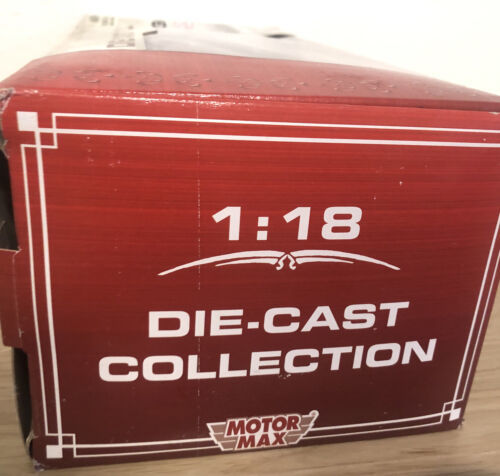 1:18
DIE-CAST
COLLECTION
MOTOR
MAX